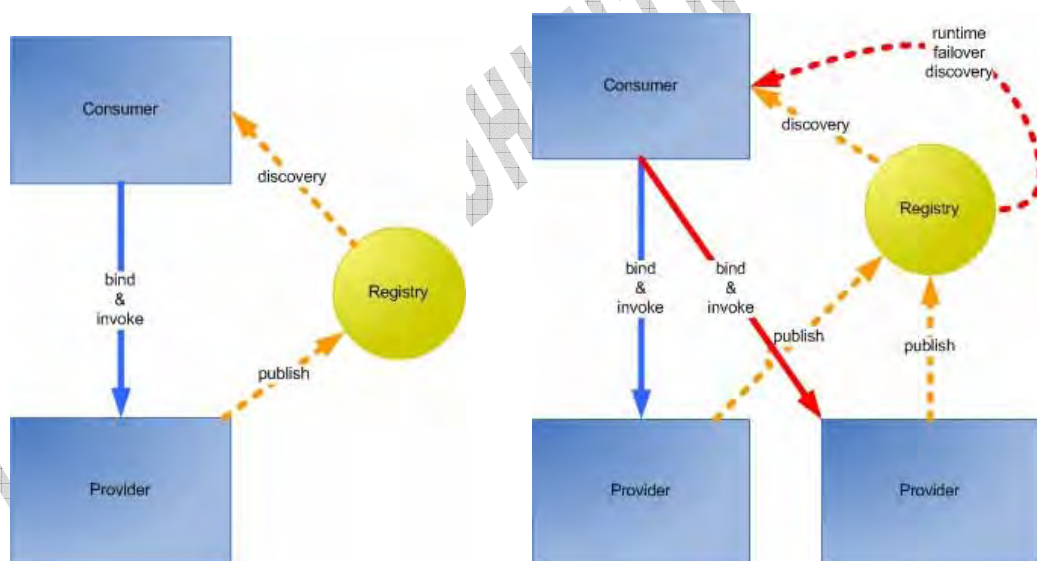 Consumer
discovery
Registry
bind
&
invoke
publish
Provider
runtime
failover
discovery
Consumer
discovery
Registry
bind
&
invoke
bind
&
invoke
publish
publish
Provider
Provider